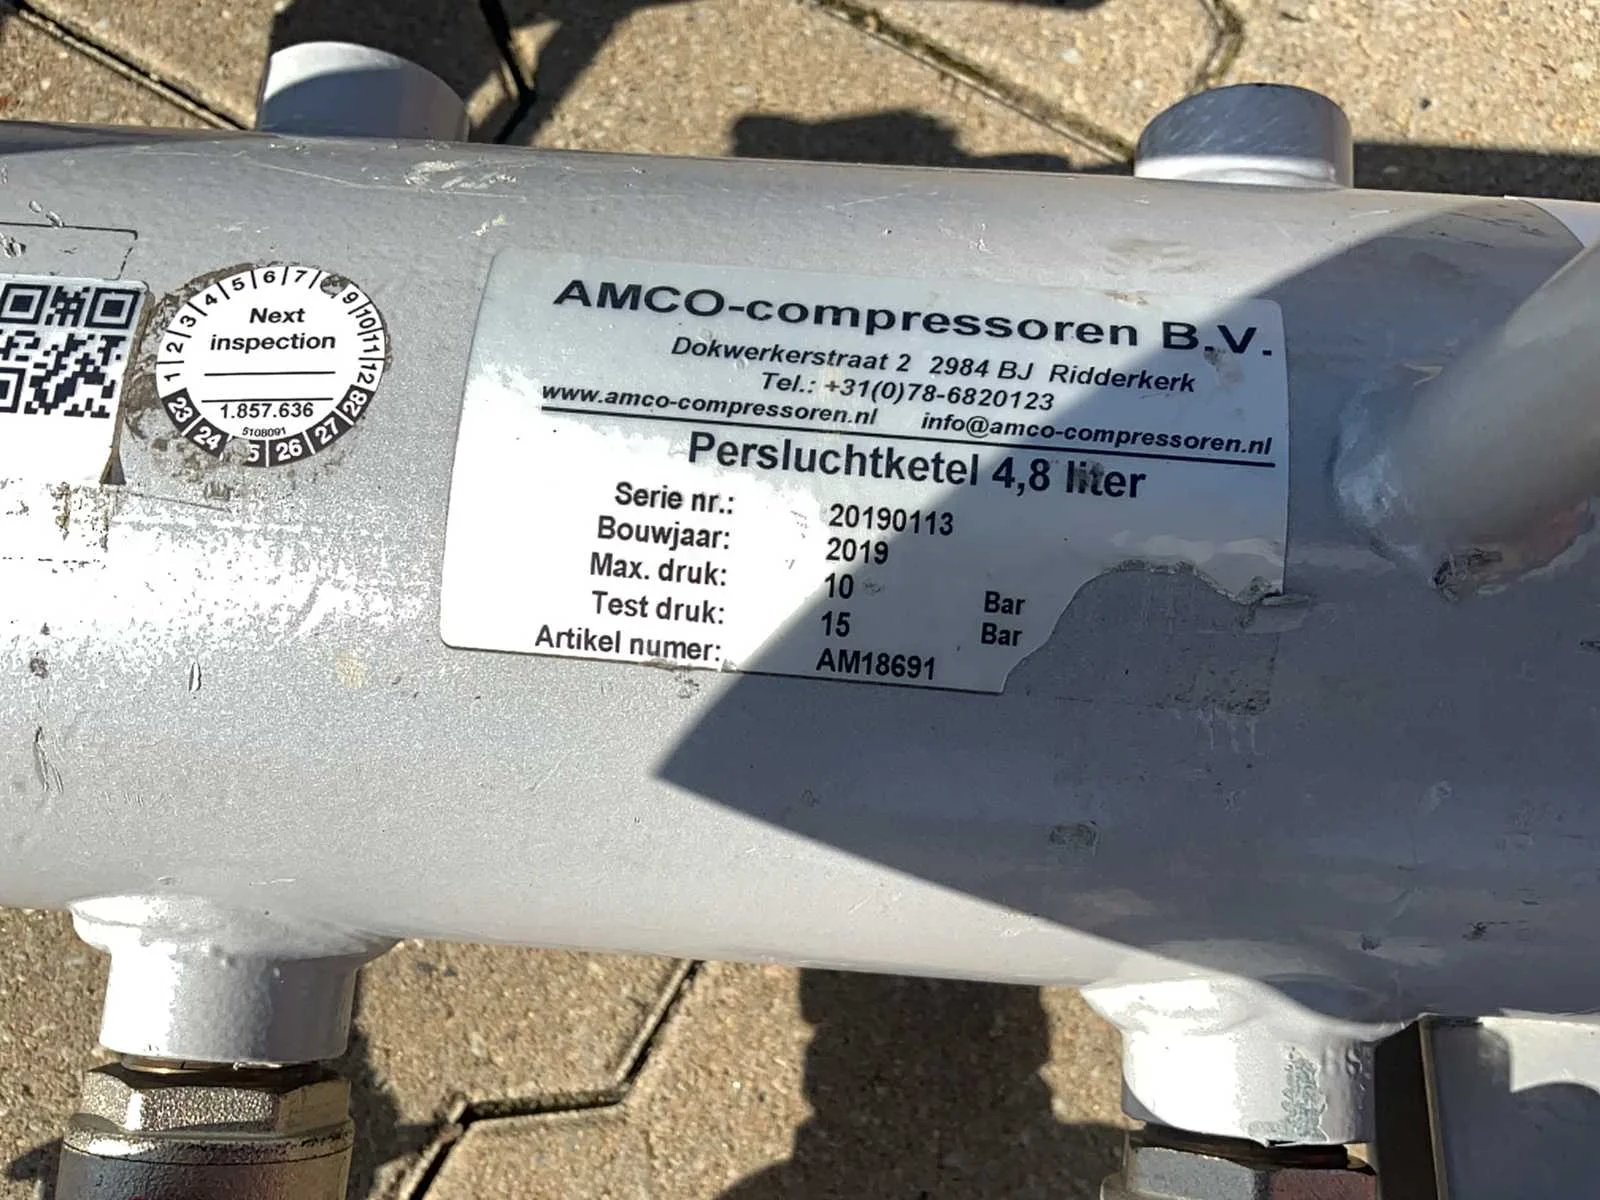 1 2 3 4 5 6 7 9 10 11 12
Next
inspection
1.857.636
5108091
23 24 5 26 27 28
AMCO-compressoren B.V.
Dokwerkerstraat 2 2984 BJ Ridderkerk
Tel.: +31(0)78-6820123
www.amco-compressoren.nl info@amco-compressoren.nl
Persluchtketel 4,8 liter
Serie nr.: 20190113
Bouwjaar: 2019
Max. druk: 10 Bar
Test druk: 15 Bar
Artikel numer: AM18691